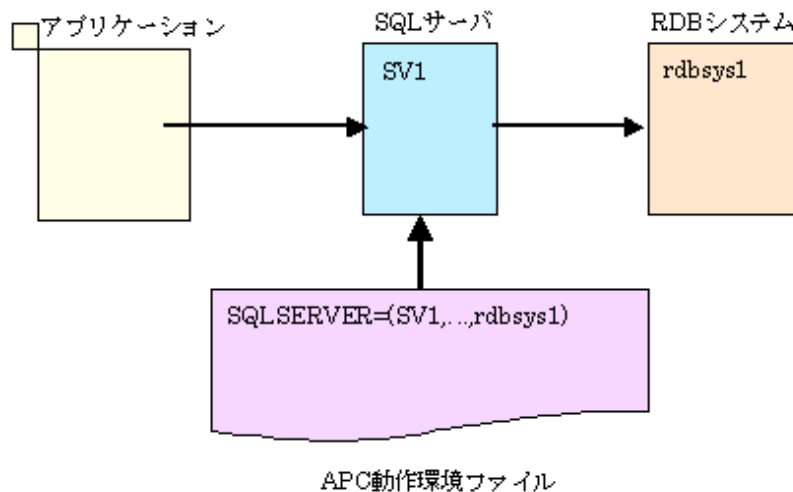 アプリケーション
SQLサーバ
RDBシステム
SV1
rdbsys1
SQLSERVER=(SV1,...,rdbsys1)
APC動作環境ファイル